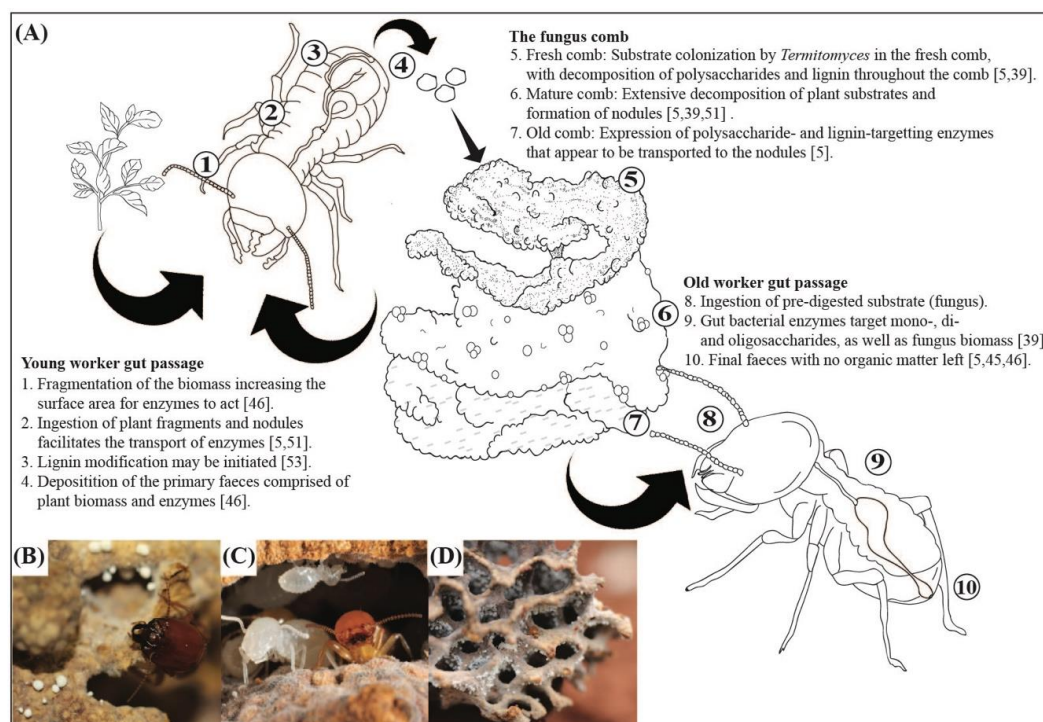 (A)
1
2
3
4
The fungus comb
5. Fresh comb: Substrate colonization by Termitomyces in the fresh comb,
with decomposition of polysaccharides and lignin throughout the comb [5,39].
6. Mature comb: Extensive decomposition of plant substrates and
formation of nodules [5,39,51] .
7. Old comb: Expression of polysaccharide- and lignin-targetting enzymes
that appear to be transported to the nodules [5].
5
6
7
Old worker gut passage
8. Ingestion of pre-digested substrate (fungus).
9. Gut bacterial enzymes target mono-, di-
and oligosaccharides, as well as fungus biomass [39]
10. Final faeces with no organic matter left [5,45,46].
8
9
10
Young worker gut passage
1. Fragmentation of the biomass increasing the
surface area for enzymes to act [46].
2. Ingestion of plant fragments and nodules
facilitates the transport of enzymes [5,51].
3. Lignin modification may be initiated [53].
4. Depositition of the primary faeces comprised of
plant biomass and enzymes [46].
(B)
(C)
(D)